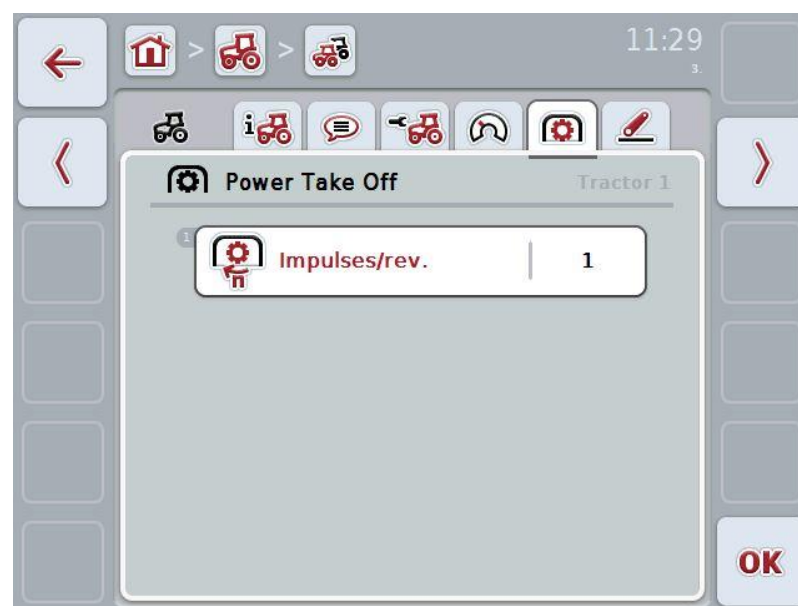 11:29
3.
i
Power Take Off Tractor 1
1
Impulses/rev. 1
n
OK